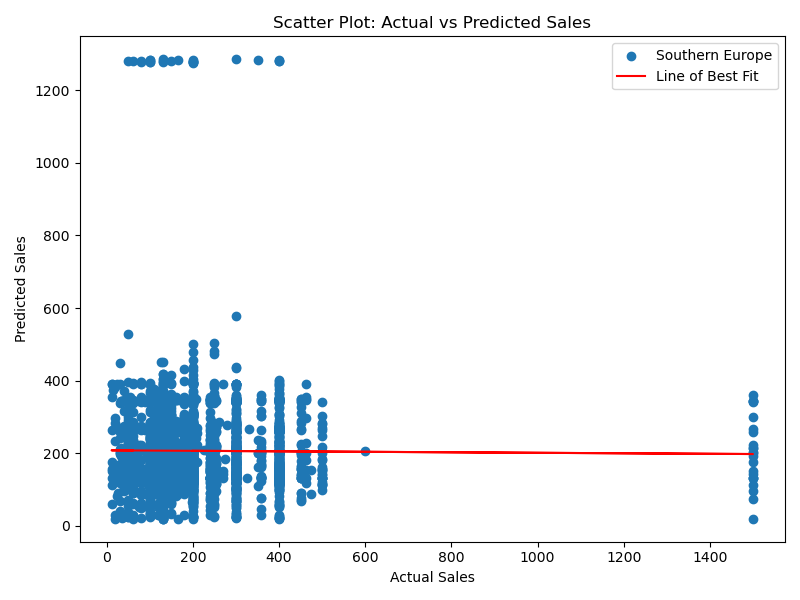 Scatter Plot: Actual vs Predicted Sales
Southern Europe
Line of Best Fit
1200
1000
800
600
400
200
0
Predicted Sales
0 200 400 600 800 1000 1200 1400
Actual Sales